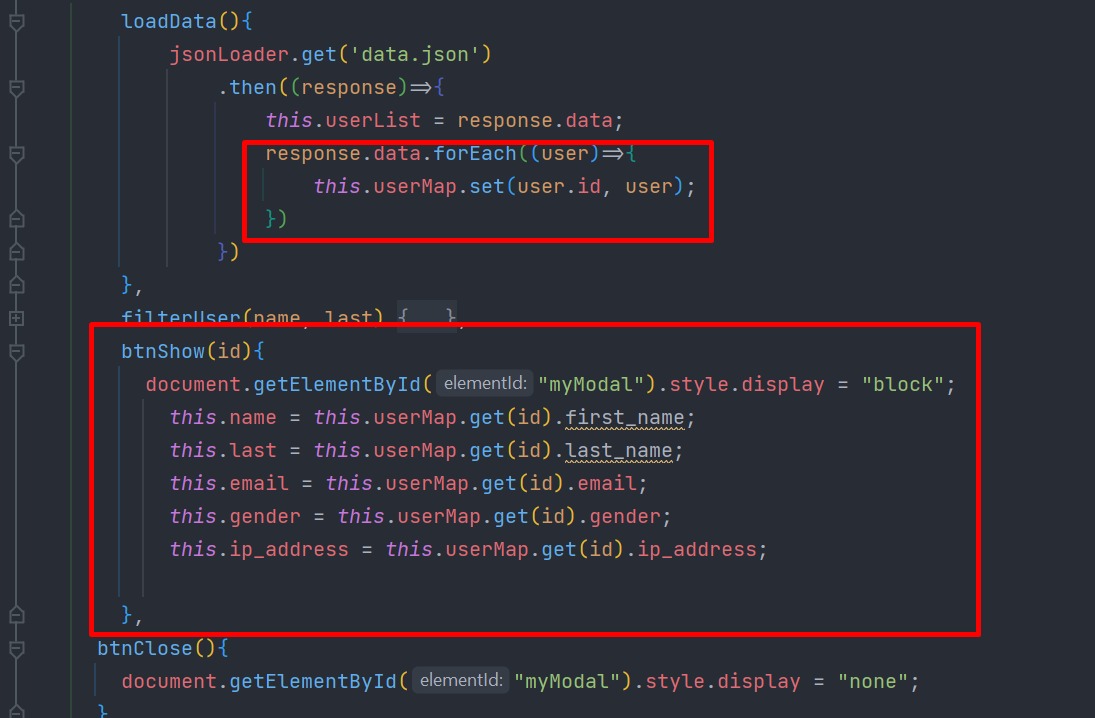 loadData(){
jsonLoader.get('data.json')
.then((response)=>{
this.userList = response.data;
response.data.forEach((user)=>{
this.userMap.set(user.id, user);
})
})
},
filterUser(name, last) {...},
btnShow(id){
document.getElementById( elementId: "myModal").style.display = "block";
this.name = this.userMap.get(id).first_name;
this.last = this.userMap.get(id).last_name;
this.email = this.userMap.get(id).email;
this.gender = this.userMap.get(id).gender;
this.ip_address = this.userMap.get(id).ip_address;
},
btnClose(){
document.getElementById( elementId: "myModal").style.display = "none";
}